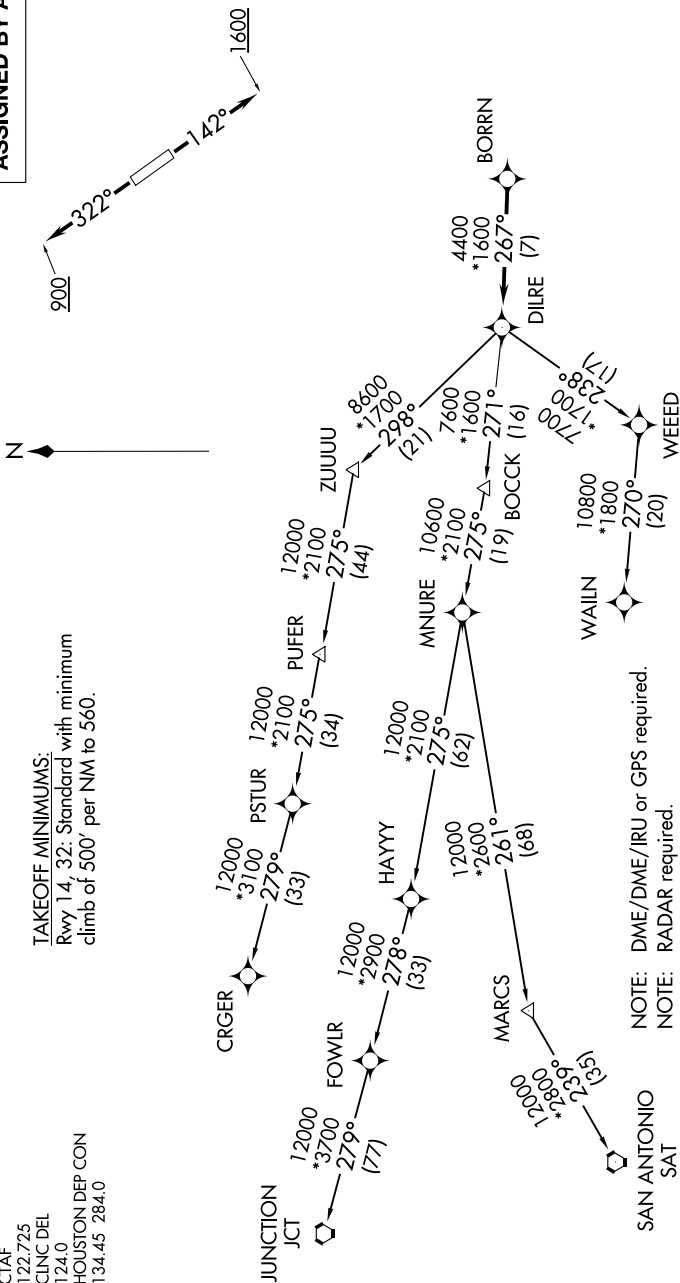 CTAF
122.725
CLNC DEL
124.0
HOUSTON DEP CON
134.45 284.0
TAKEOFF MINIMUMS:
Rwy 14, 32: Standard with minimum
climb of 500' per NM to 560.
N
900
322°
142°
1600
BORRN
4400
*1600
267°
(7)
DILRE
8600
*1700
298°
(21)
ZUUUU
12000
*2100
275°
(44)
PUFER
12000
*2100
275°
(34)
PSTUR
12000
*3100
279°
(33)
CRGER
7600
*1600
271°
(16)
BOCCK
10600
*2100
275°
(19)
MNURE
12000
*2100
275°
(62)
HAYYY
12000
*2900
278°
(33)
FOWLR
12000
*3700
279°
(77)
JUNCTION
JCT
12000
*2600
261°
(68)
MARCS
12000
*2800
239°
(35)
SAN ANTONIO
SAT
7700
*1700
238°
(17)
WEEED
10800
*1800
270°
(20)
WAILN
NOTE: DME/DME/IRU or GPS required.
NOTE: RADAR required.
ASSIGNED BY